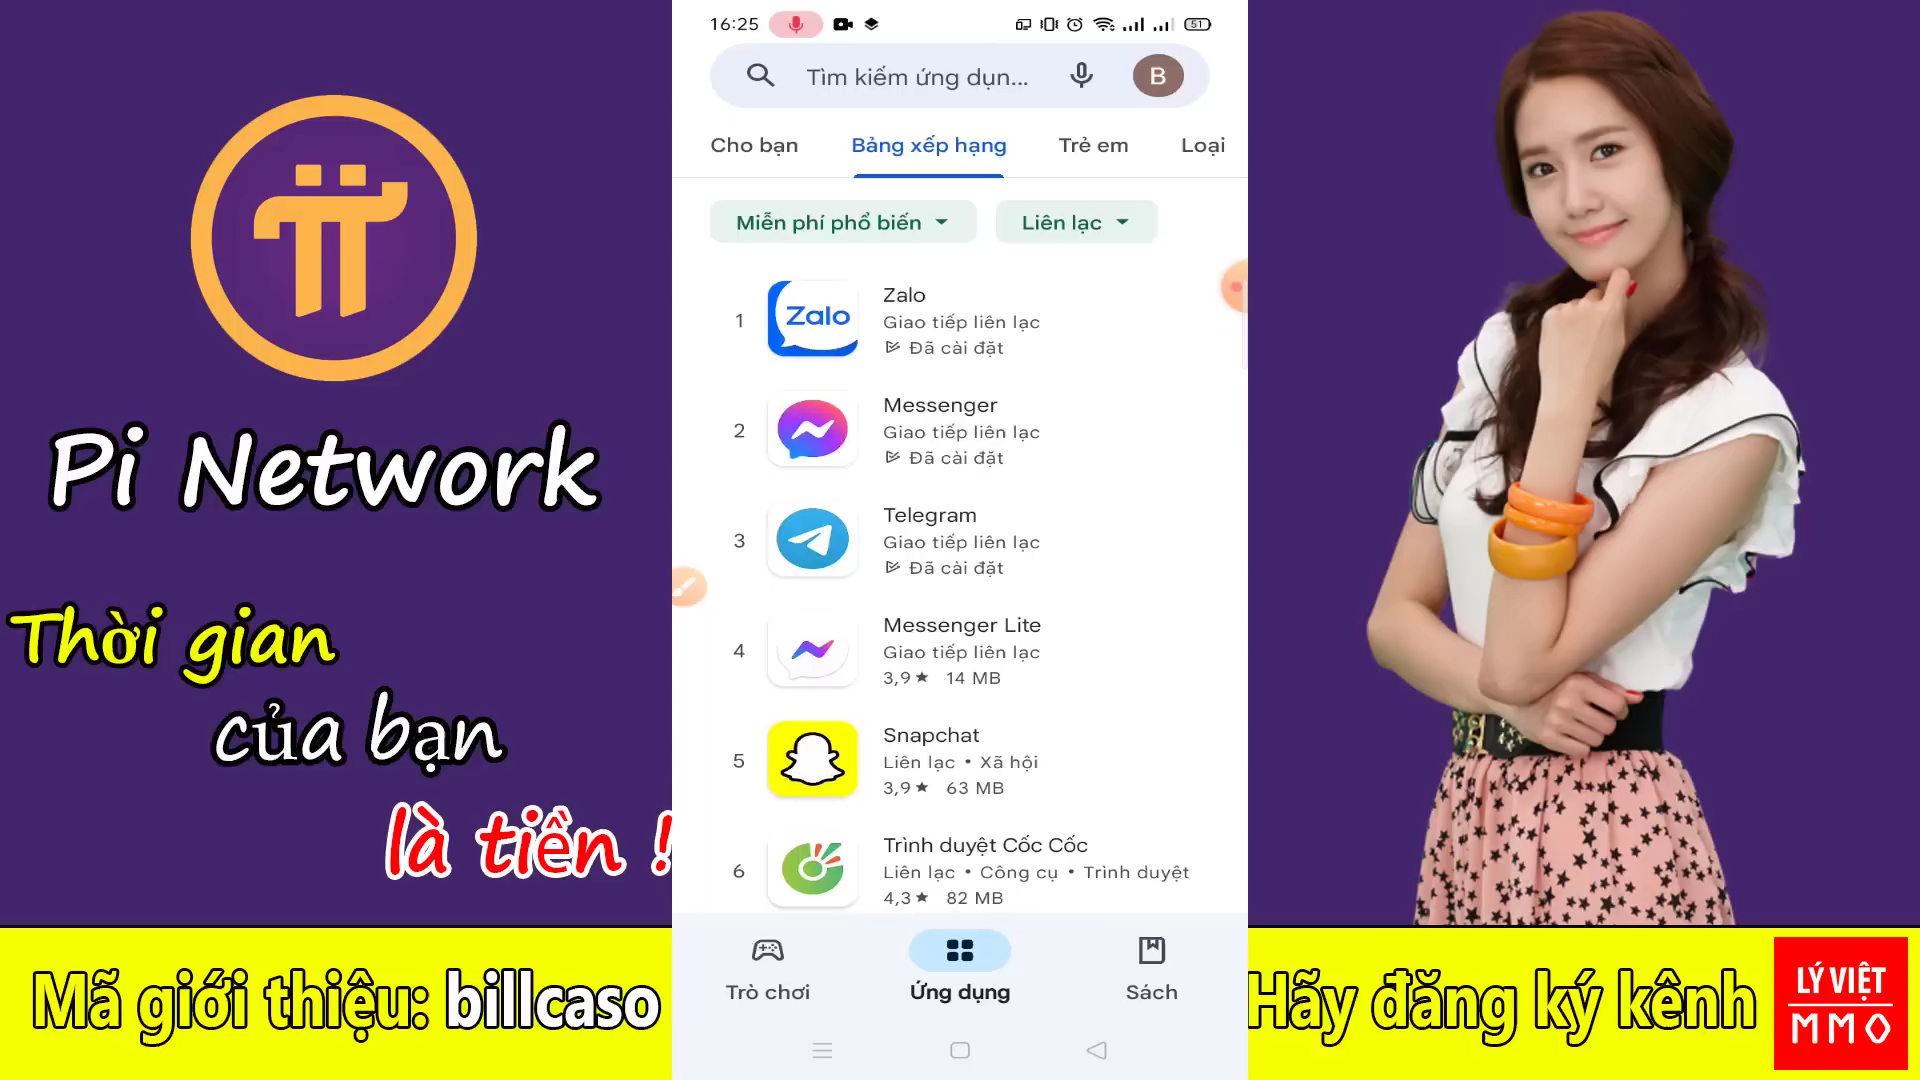 Pi Network
Thời gian
của bạn
là tiền !
Mã giới thiệu: billcaso
16:25
51
Tìm kiếm ứng dụn...
B
Cho bạn
Bảng xếp hạng
Trẻ em
Loại
Miễn phí phổ biến
Liên lạc
1
Zalo
Zalo
Giao tiếp liên lạc
Đã cài đặt
2
Messenger
Giao tiếp liên lạc
Đã cài đặt
3
Telegram
Giao tiếp liên lạc
Đã cài đặt
4
Messenger Lite
Giao tiếp liên lạc
3,9★ 14 MB
5
Snapchat
Liên lạc • Xã hội
3,9★ 63 MB
6
Trình duyệt Cốc Cốc
Liên lạc • Công cụ • Trình duyệt
4,3★ 82 MB
Trò chơi
Ứng dụng
Sách
Hãy đăng ký kênh
LÝ VIỆT
MMO